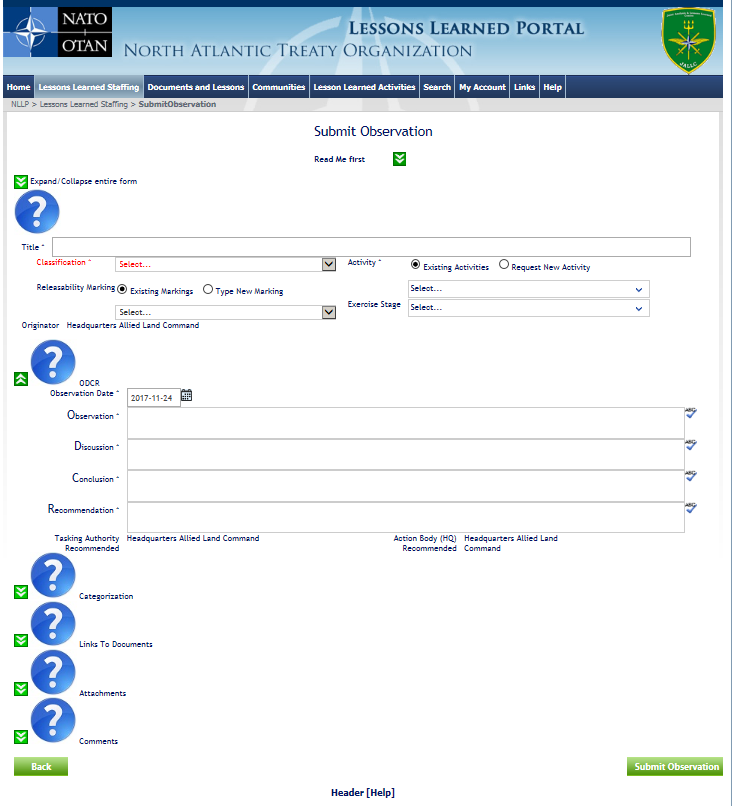 NATO
OTAN
LESSONS LEARNED PORTAL
NORTH ATLANTIC TREATY ORGANIZATION
JALLC
Home Lessons Learned Staffing Documents and Lessons Communities Lesson Learned Activities Search My Account Links Help
NLLP > Lessons Learned Staffing > SubmitObservation
Submit Observation
Read Me first
Expand/Collapse entire form
?
Title *
Classification * Select... Activity * Existing Activities Request New Activity
Releasability Marking Existing Markings Type New Marking Select...
Select... Exercise Stage Select...
Originator Headquarters Allied Land Command
?
ODCR
Observation Date * 2017-11-24
Observation * ABC
Discussion * ABC
Conclusion * ABC
Recommendation * ABC
Tasking Authority Headquarters Allied Land Command Action Body (HQ) Headquarters Allied Land
Recommended Recommended Command
?
Categorization
?
Links To Documents
?
Attachments
?
Comments
Back Submit Observation
Header [Help]